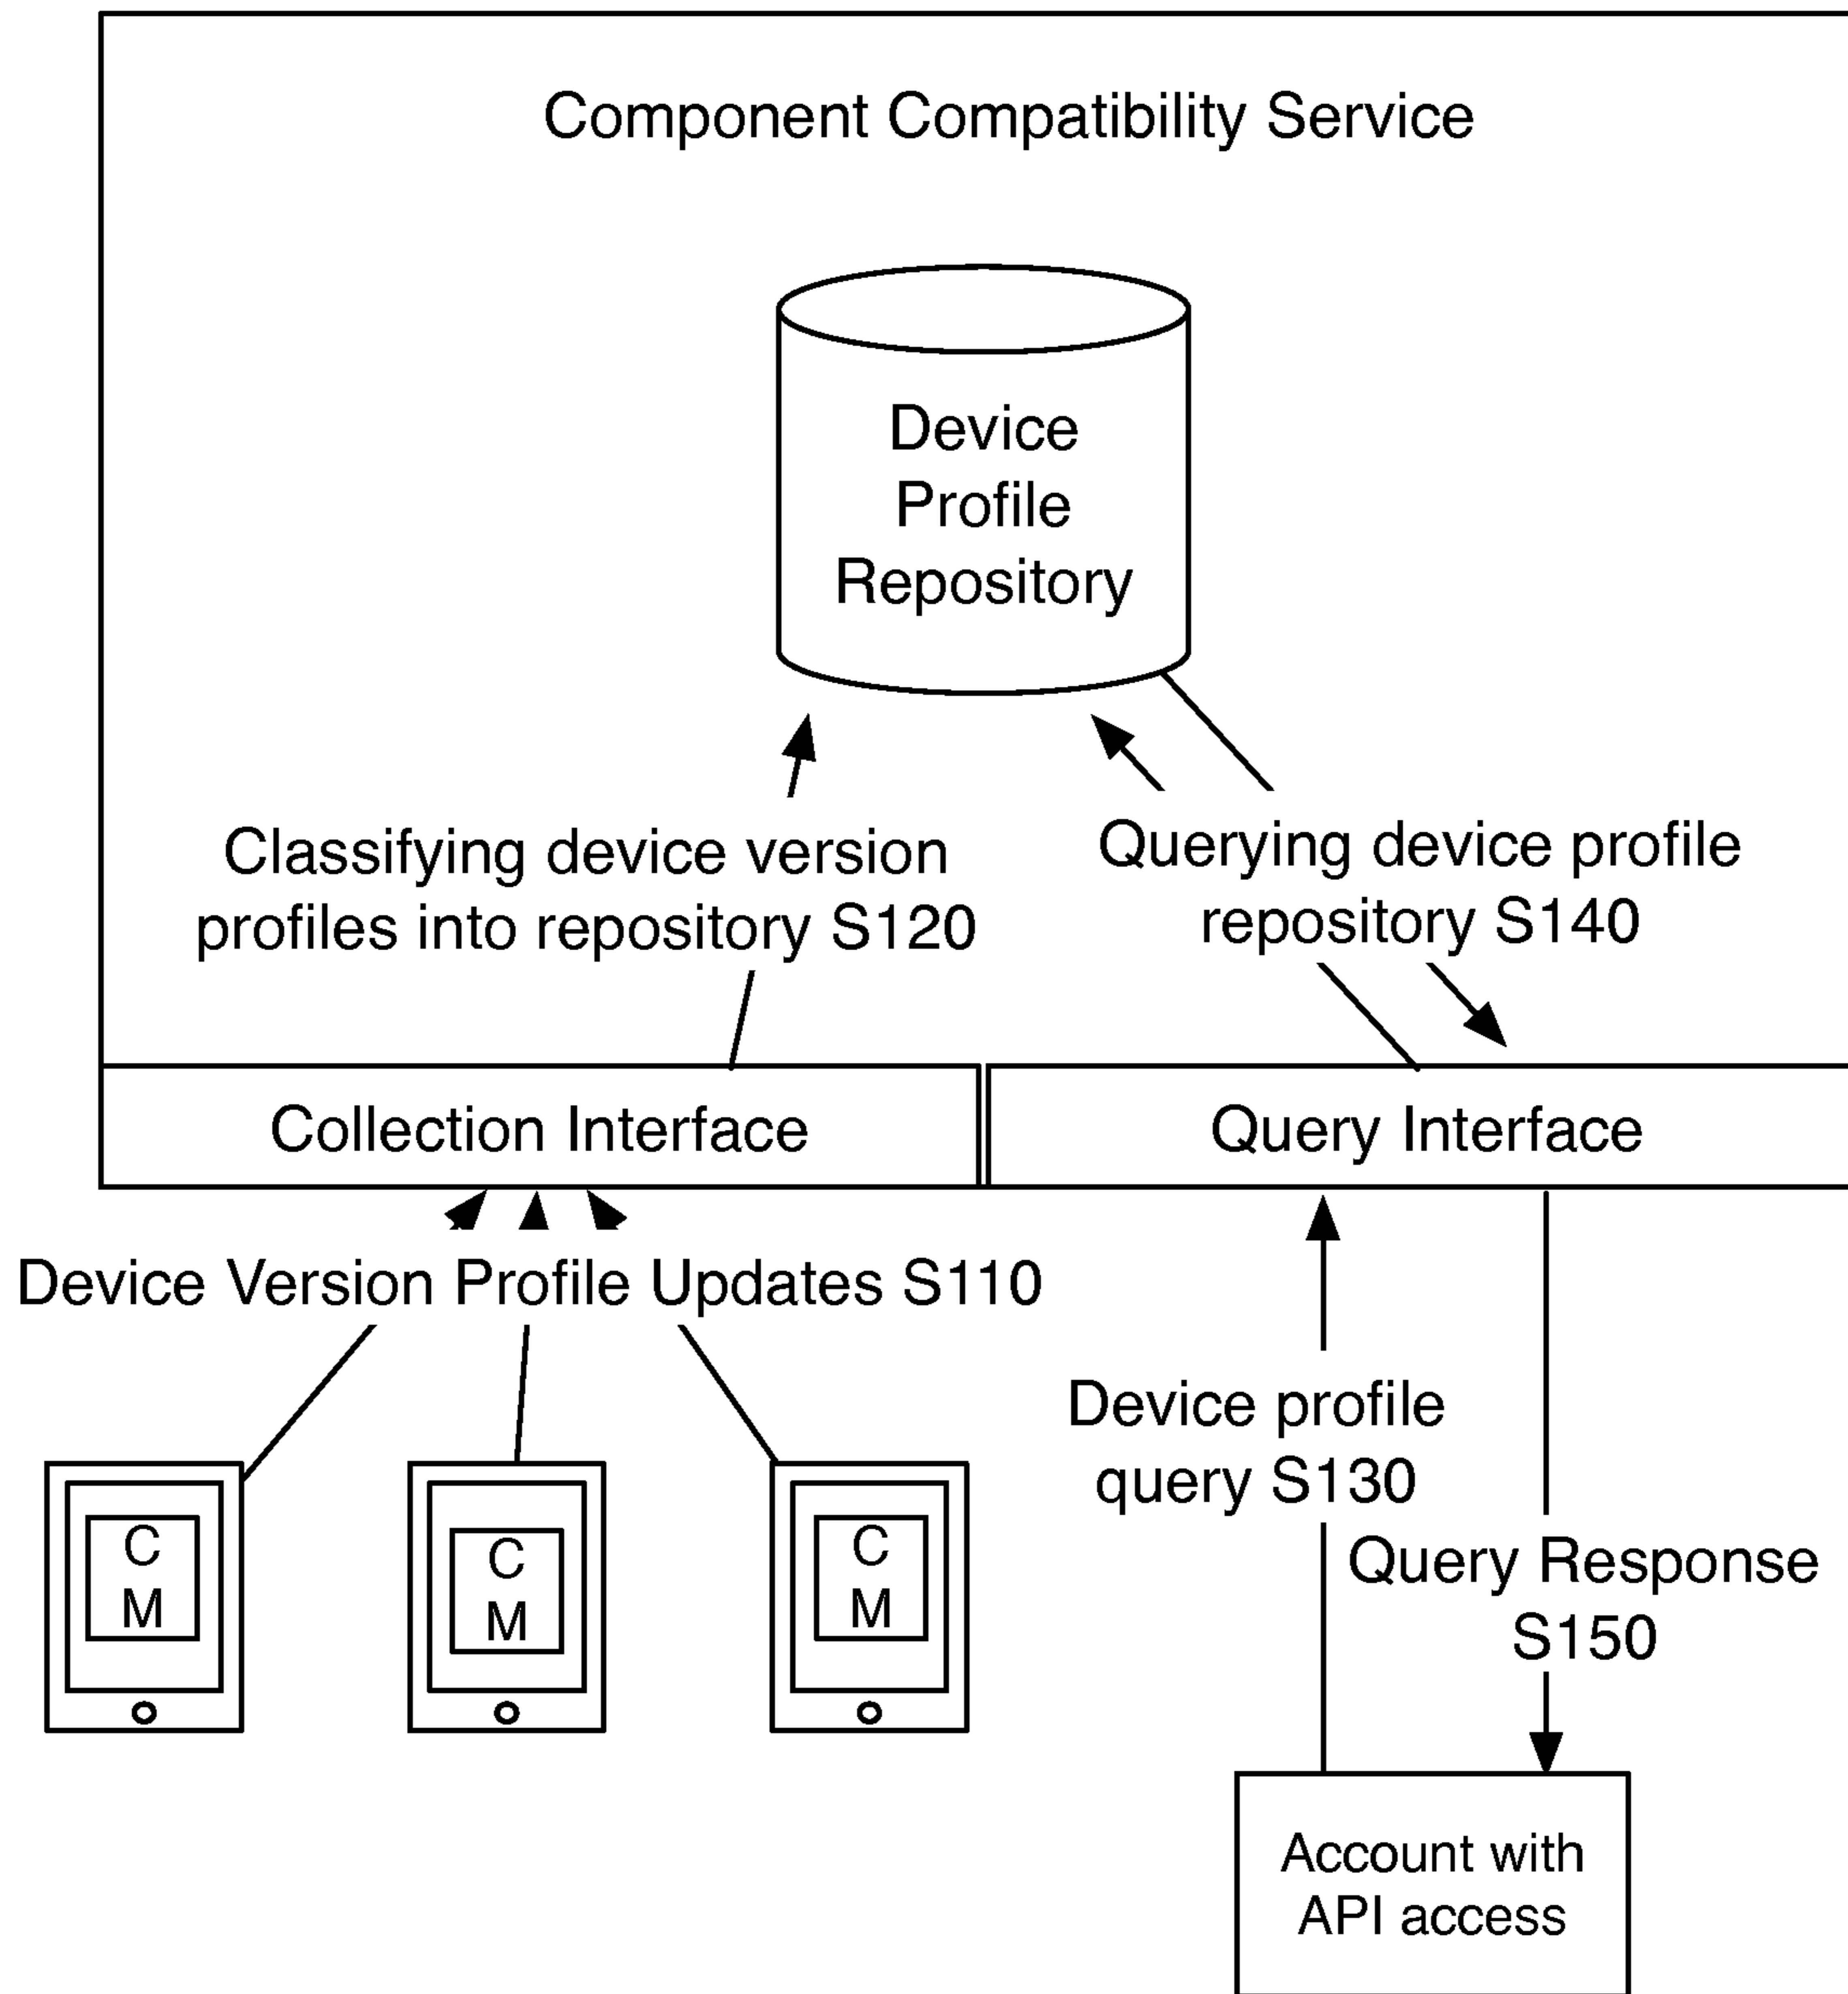 Component Compatibility Service
Device
Profile
Repository
Classifying device version
profiles into repository S120
Querying device profile
repository S140
Collection Interface
Query Interface
Device Version Profile Updates S110
Device profile
query S130
C
M
C
M
C
M
Query Response
S150
Account with
API access